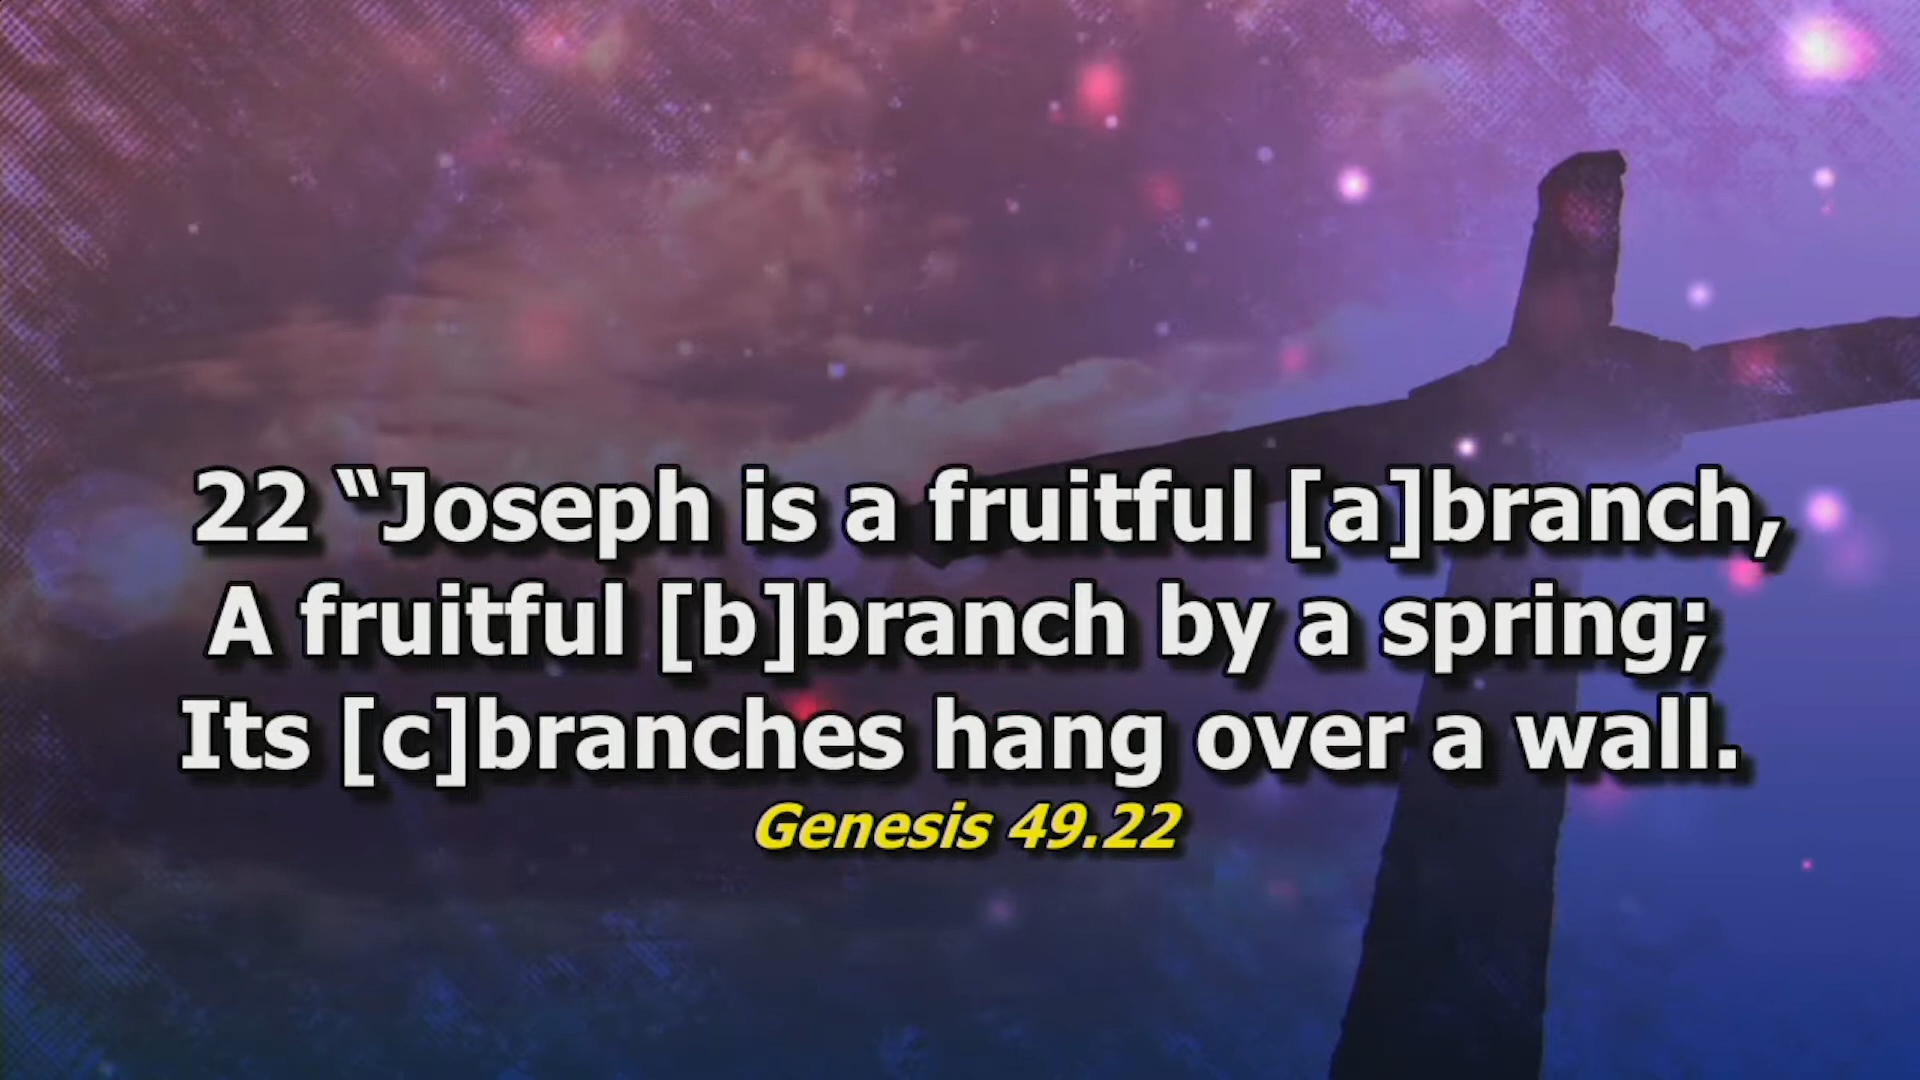 22 “Joseph is a fruitful [a]branch,
A fruitful [b]branch by a spring;
Its [c]branches hang over a wall.
Genesis 49.22